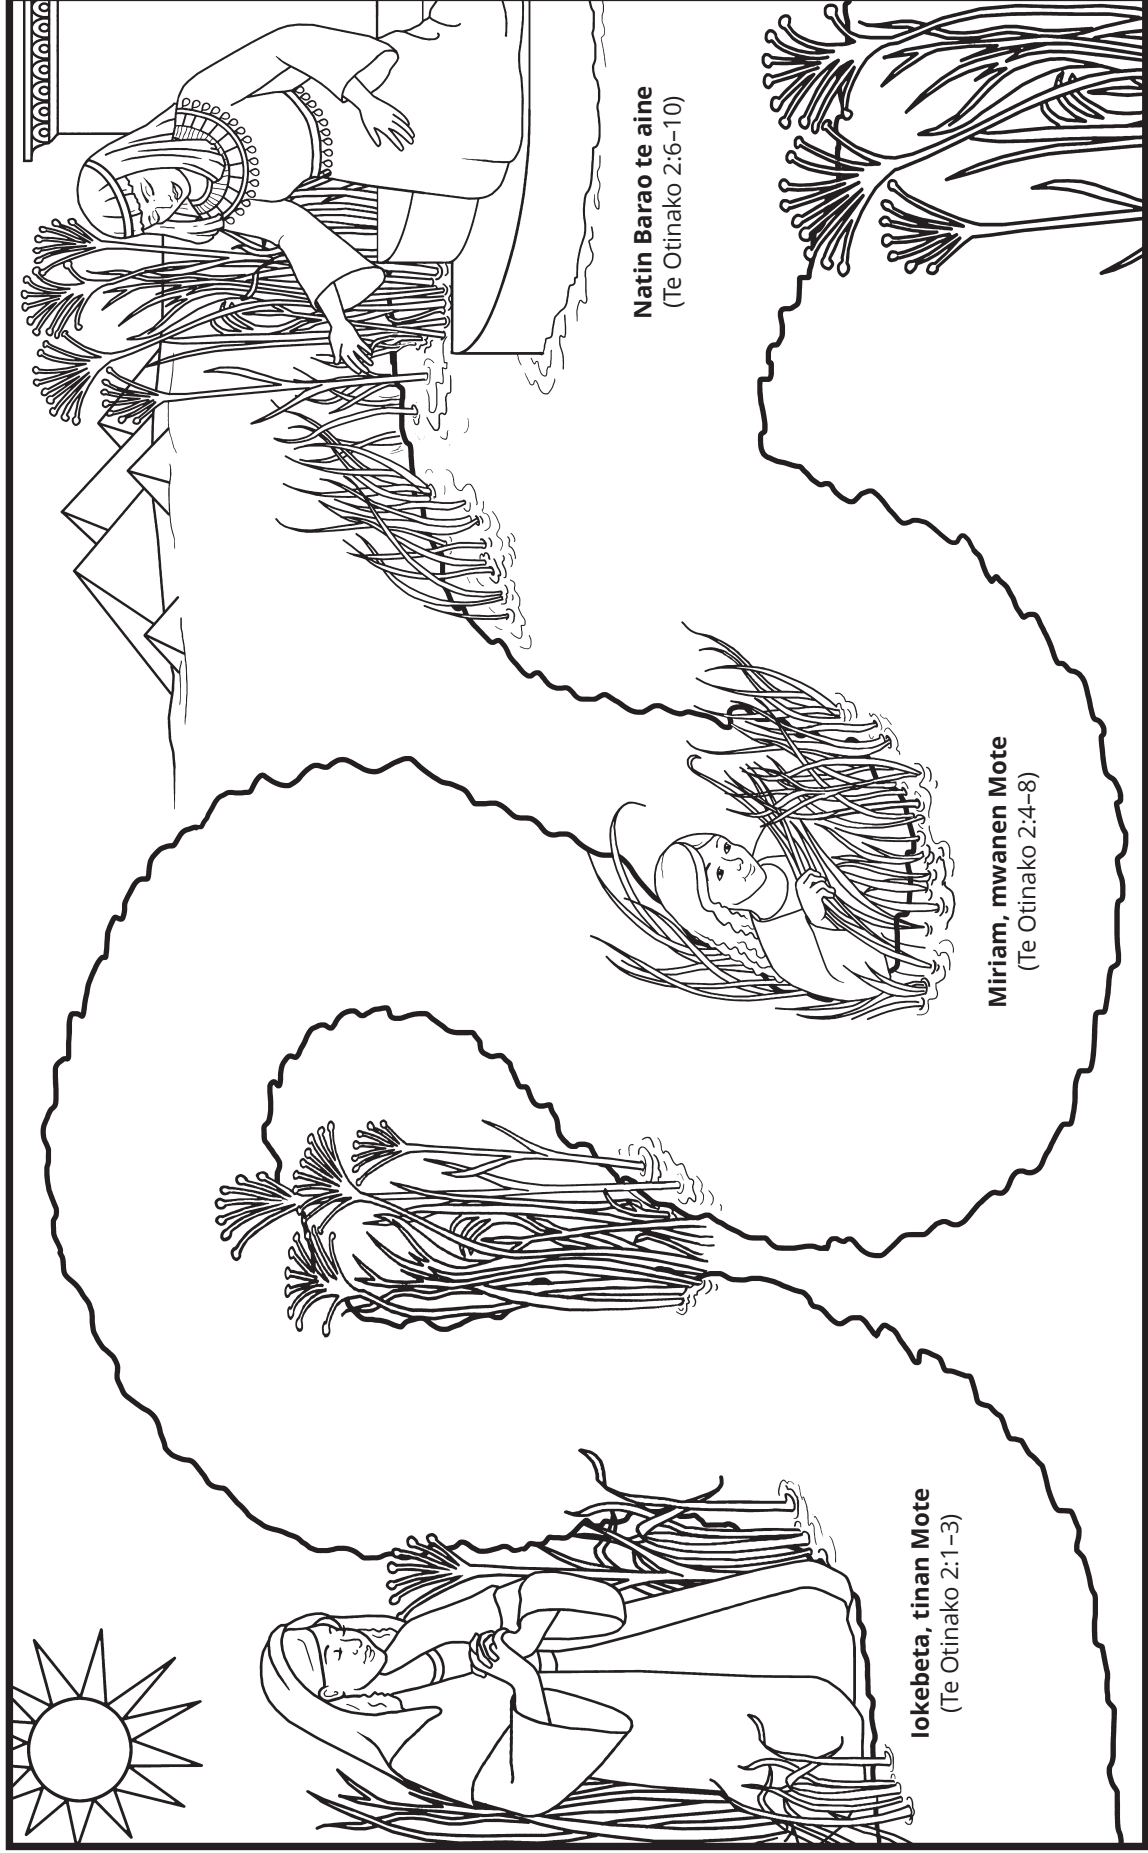 Iokebeta, tinan Mote
(Te Otinako 2:1–3)
Miriam, mwanen Mote
(Te Otinako 2:4–8)
Natin Barao te aine
(Te Otinako 2:6–10)